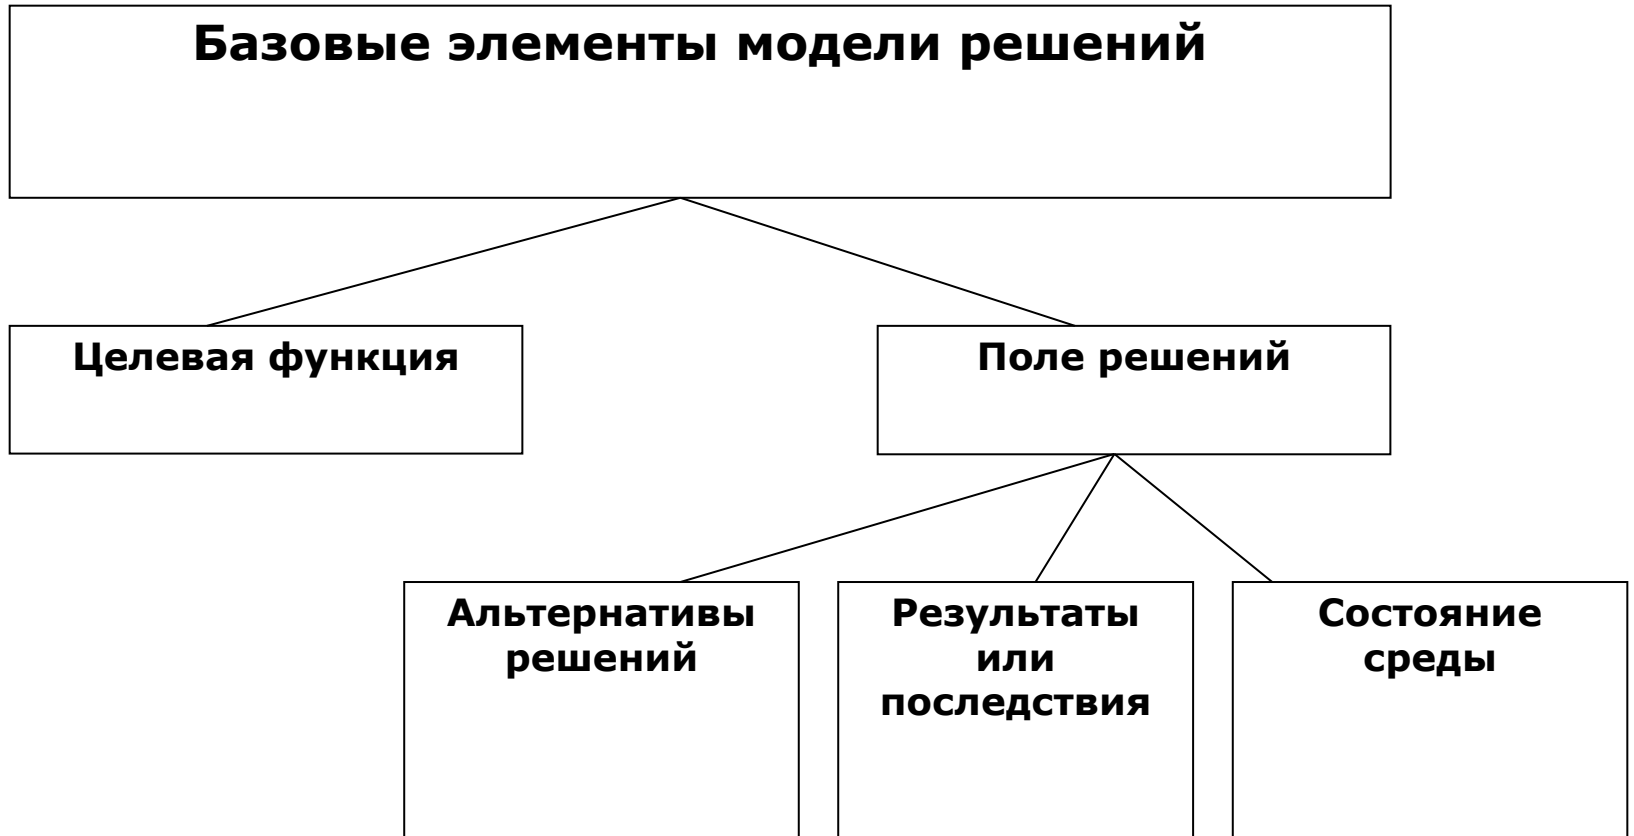 Базовые элементы модели решений
Целевая функция
Поле решений
Альтернативы
решений
Результаты
или
последствия
Состояние
среды